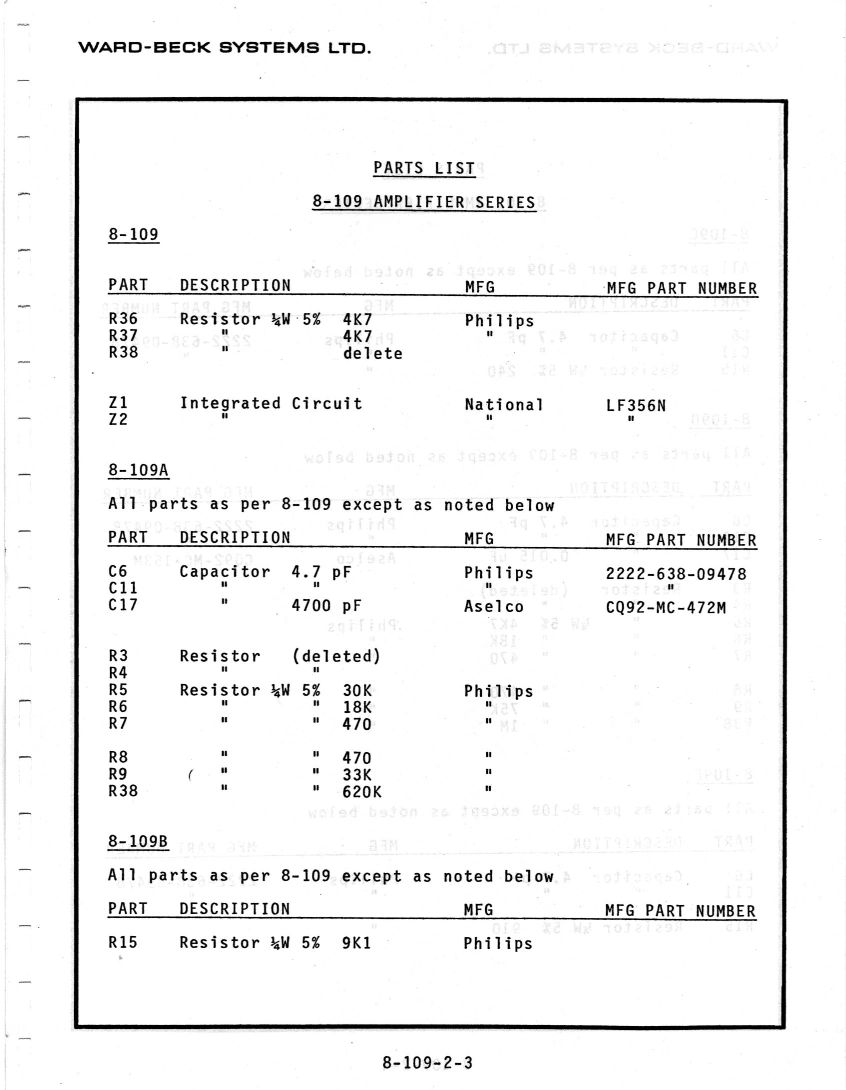 WARD-BECK SYSTEMS LTD.
PARTS LIST
8-109 AMPLIFIER SERIES
8-109
PART DESCRIPTION MFG MFG PART NUMBER
R36 Resistor ¼W 5% 4K7 Philips
R37 " " 4K7 "
R38 " delete
Z1 Integrated Circuit National LF356N
Z2 " " "
8-109A
All parts as per 8-109 except as noted below
PART DESCRIPTION MFG MFG PART NUMBER
C6 Capacitor 4.7 pF Philips 2222-638-09478
C11 " " " "
C17 " 4700 pF Aselco CQ92-MC-472M
R3 Resistor (deleted)
R4 " "
R5 Resistor ¼W 5% 30K Philips
R6 " " 18K "
R7 " " 470 "
R8 " " 470 "
R9 " " 33K "
R38 " " 620K "
8-109B
All parts as per 8-109 except as noted below
PART DESCRIPTION MFG MFG PART NUMBER
R15 Resistor ¼W 5% 9K1 Philips
8-109-2-3